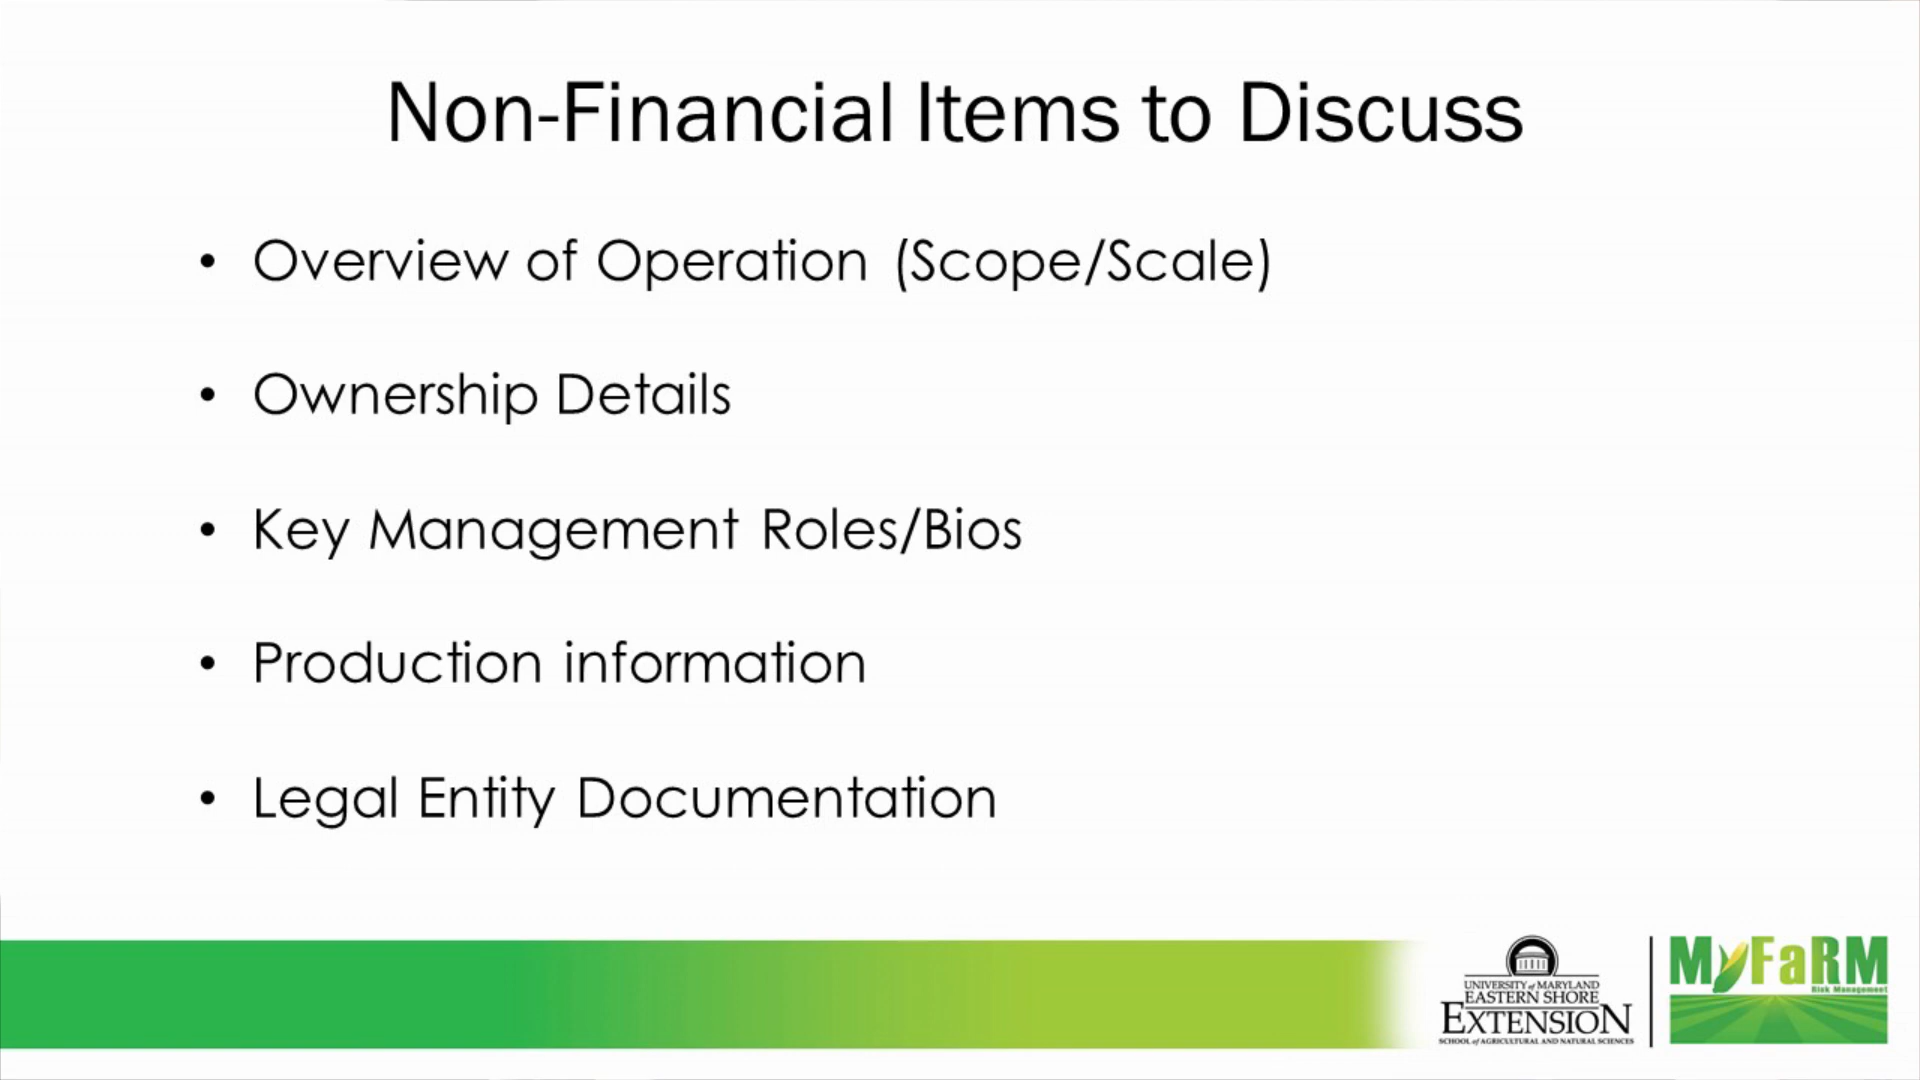 Non-Financial Items to Discuss
• Overview of Operation (Scope/Scale)
• Ownership Details
• Key Management Roles/Bios
• Production information
• Legal Entity Documentation
UNIVERSITY of MARYLAND
EASTERN SHORE
EXTENSION
SCHOOL of AGRICULTURAL AND NATURAL SCIENCES
MyFaRM
Risk Management